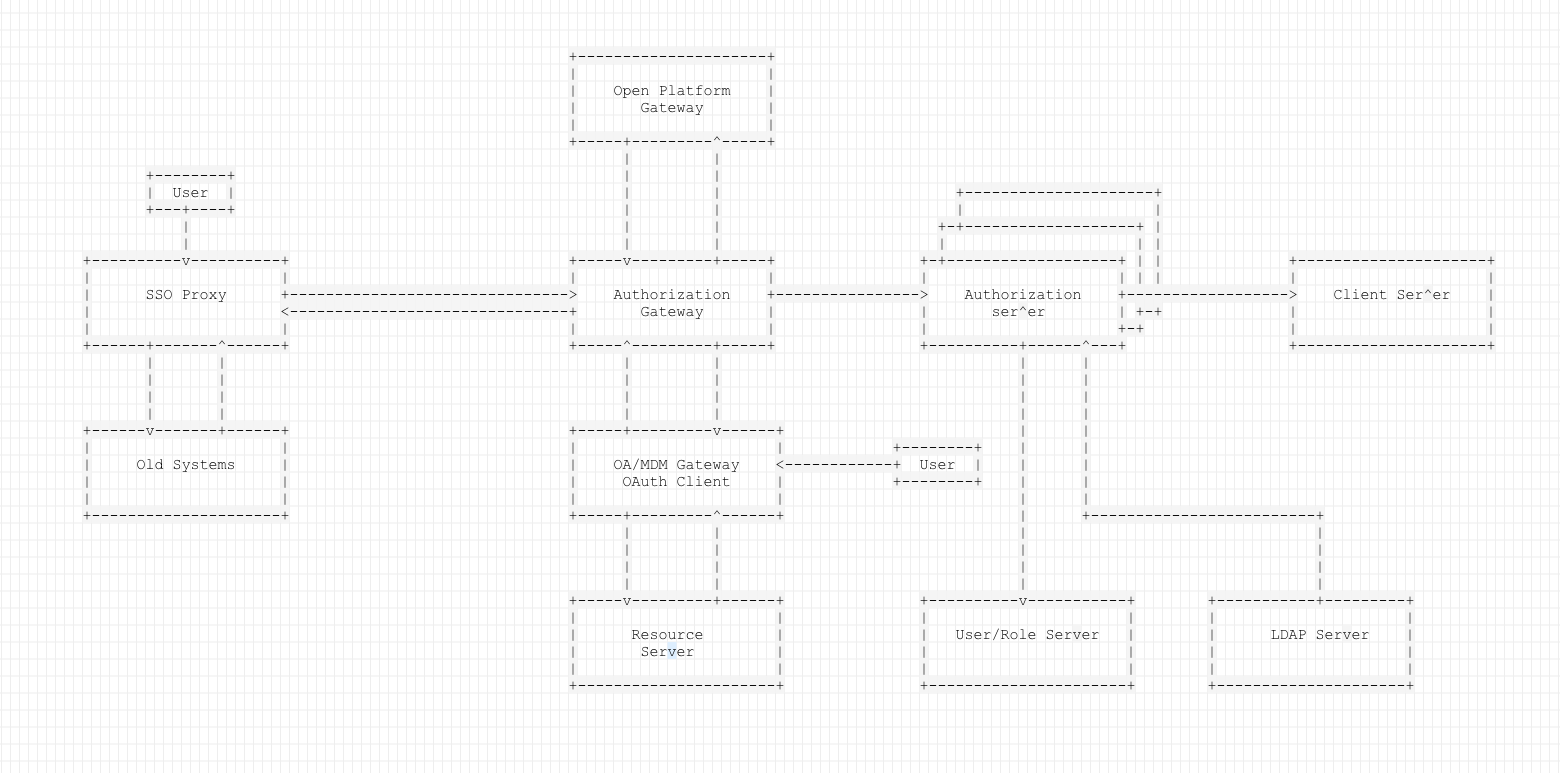 Open Platform
Gateway
User
SSO Proxy
Authorization
Gateway
Authorization
ser^er
Client Ser^er
Old Systems
OA/MDM Gateway
OAuth Client
User
Resource
Server
User/Role Server
LDAP Server